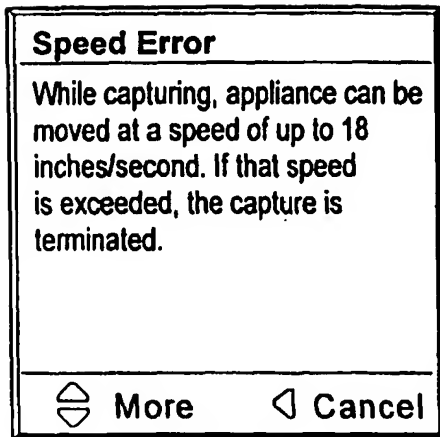 Speed Error
While capturing, appliance can be
moved at a speed of up to 18
inches/second. If that speed
is exceeded, the capture is
terminated.
More Cancel